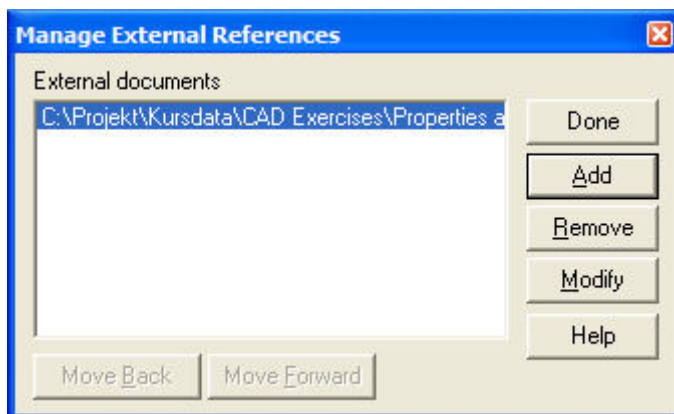 Manage External References
External documents
C:\Projekt\Kursdata\CAD Exercises\Properties a
Done
Add
Remove
Modify
Help
Move Back
Move Forward